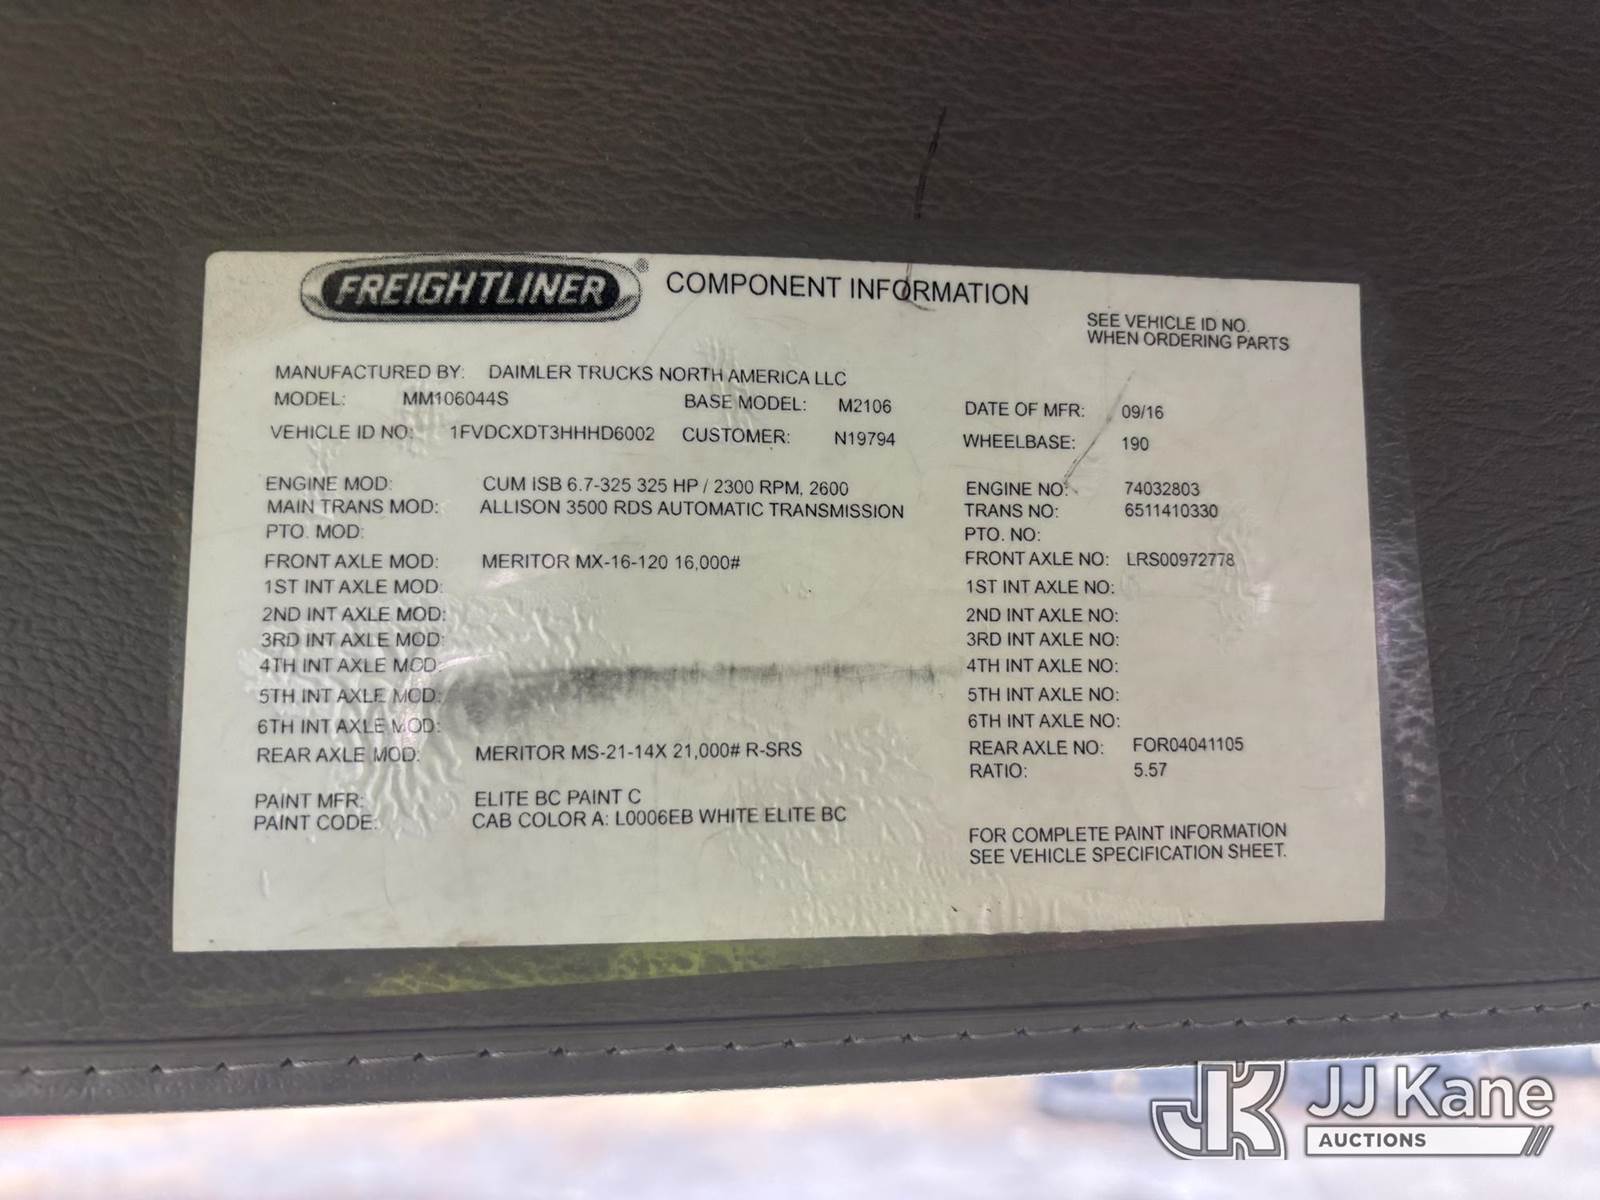 FREIGHTLINER® COMPONENT INFORMATION
SEE VEHICLE ID NO.
WHEN ORDERING PARTS
MANUFACTURED BY: DAIMLER TRUCKS NORTH AMERICA LLC
MODEL: MM106044S BASE MODEL: M2106 DATE OF MFR: 09/16
VEHICLE ID NO: 1FVDCXDT3HHHD6002 CUSTOMER: N19794 WHEELBASE: 190
ENGINE MOD: CUM ISB 6.7-325 325 HP / 2300 RPM, 2600 ENGINE NO: 74032803
MAIN TRANS MOD: ALLISON 3500 RDS AUTOMATIC TRANSMISSION TRANS NO: 6511410330
PTO. MOD: PTO. NO:
FRONT AXLE MOD: MERITOR MX-16-120 16,000# FRONT AXLE NO: LRS00972778
1ST INT AXLE MOD: 1ST INT AXLE NO:
2ND INT AXLE MOD: 2ND INT AXLE NO:
3RD INT AXLE MOD: 3RD INT AXLE NO:
4TH INT AXLE MOD: 4TH INT AXLE NO:
5TH INT AXLE MOD: 5TH INT AXLE NO:
6TH INT AXLE MOD: 6TH INT AXLE NO:
REAR AXLE MOD: MERITOR MS-21-14X 21,000# R-SRS REAR AXLE NO: FOR04041105
RATIO: 5.57
PAINT MFR: ELITE BC PAINT C
PAINT CODE: CAB COLOR A: L0006EB WHITE ELITE BC
FOR COMPLETE PAINT INFORMATION
SEE VEHICLE SPECIFICATION SHEET.
JK JJ Kane
AUCTIONS